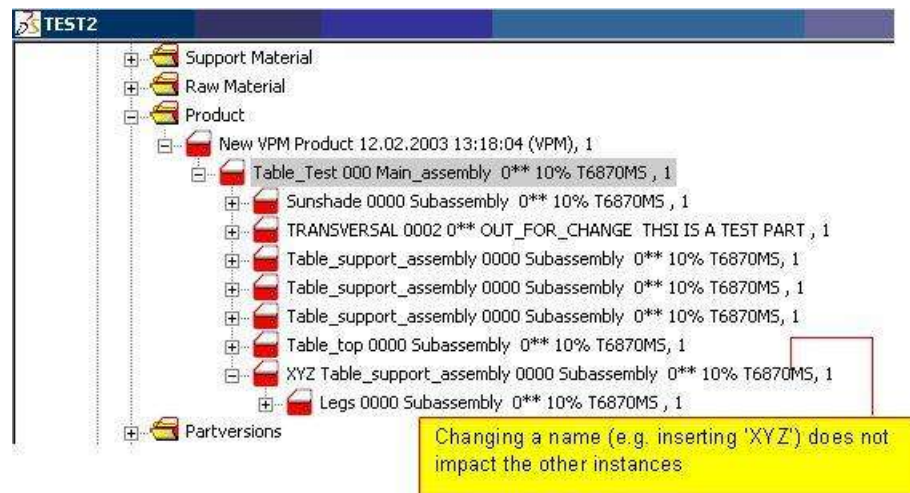 TEST2
Support Material
Raw Material
Product
New VPM Product 12.02.2003 13:18:04 (VPM), 1
Table_Test 000 Main_assembly 0** 10% T6870MS , 1
Sunshade 0000 Subassembly 0** 10% T6870MS , 1
TRANSVERSAL 0002 0** OUT_FOR_CHANGE THSI IS A TEST PART , 1
Table_support_assembly 0000 Subassembly 0** 10% T6870MS, 1
Table_support_assembly 0000 Subassembly 0** 10% T6870MS , 1
Table_support_assembly 0000 Subassembly 0** 10% T6870MS, 1
Table_top 0000 Subassembly 0** 10% T6870MS, 1
XYZ Table_support_assembly 0000 Subassembly 0** 10% T6870MS, 1
Legs 0000 Subassembly 0** 10% T6870MS , 1
Partversions
Changing a name (e.g. inserting 'XYZ') does not
impact the other instances